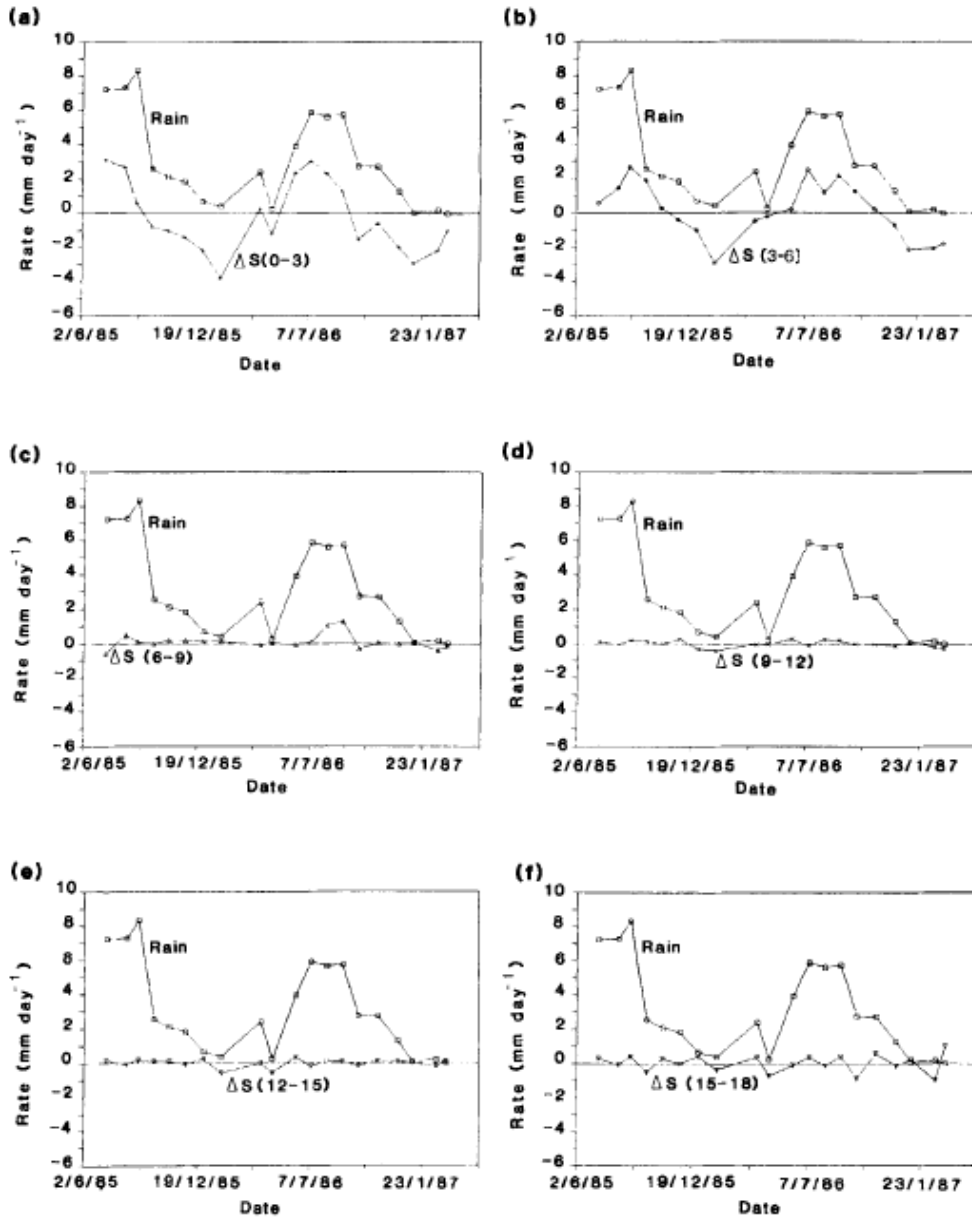 (a)
10
8
6
4
2
0
-2
-4
-6
Rate (mm day⁻¹)
Rain
Δ S(0-3)
2/6/85 19/12/85 7/7/86 23/1/87
Date
(b)
10
8
6
4
2
0
-2
-4
-6
Rate (mm day⁻¹)
Rain
Δ S (3-6]
2/6/85 19/12/85 7/7/86 23/1/87
Date
(c)
10
8
6
4
2
0
-2
-4
-6
Rate (mm day⁻¹)
Rain
Δ S (6-9)
2/6/85 19/12/85 7/7/86 23/1/87
Date
(d)
10
8
6
4
2
0
-2
-4
-6
Rate (mm day⁻¹)
Rain
Δ S (9-12)
2/6/85 19/12/85 7/7/86 23/1/87
Date
(e)
10
8
6
4
2
0
-2
-4
-6
Rate (mm day⁻¹)
Rain
Δ S (12-15)
2/6/85 19/12/85 7/7/86 23/1/87
Date
(f)
10
8
6
4
2
0
-2
-4
-6
Rate (mm day⁻¹)
Rain
Δ S (15-18)
2/6/85 19/12/85 7/7/86 23/1/87
Date